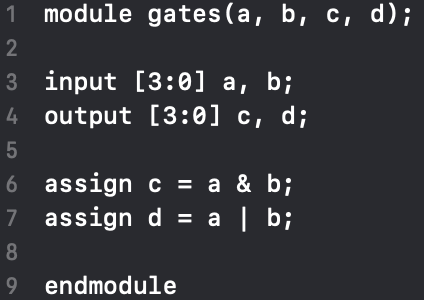 1 module gates(a, b, c, d);
2
3 input [3:0] a, b;
4 output [3:0] c, d;
5
6 assign c = a & b;
7 assign d = a | b;
8
9 endmodule